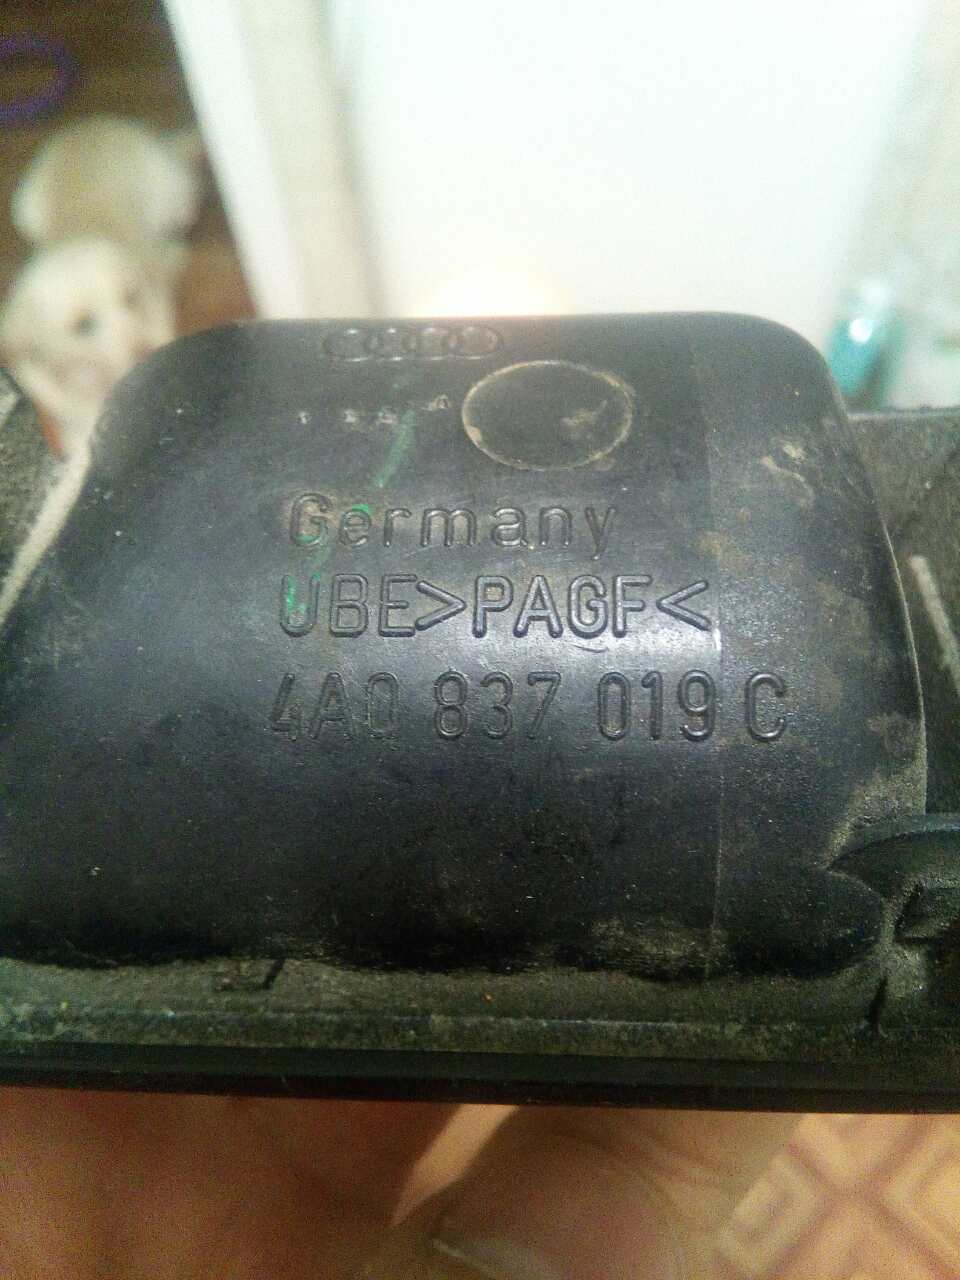 Germany
UBE>PAGF<
4A0 837 019 C